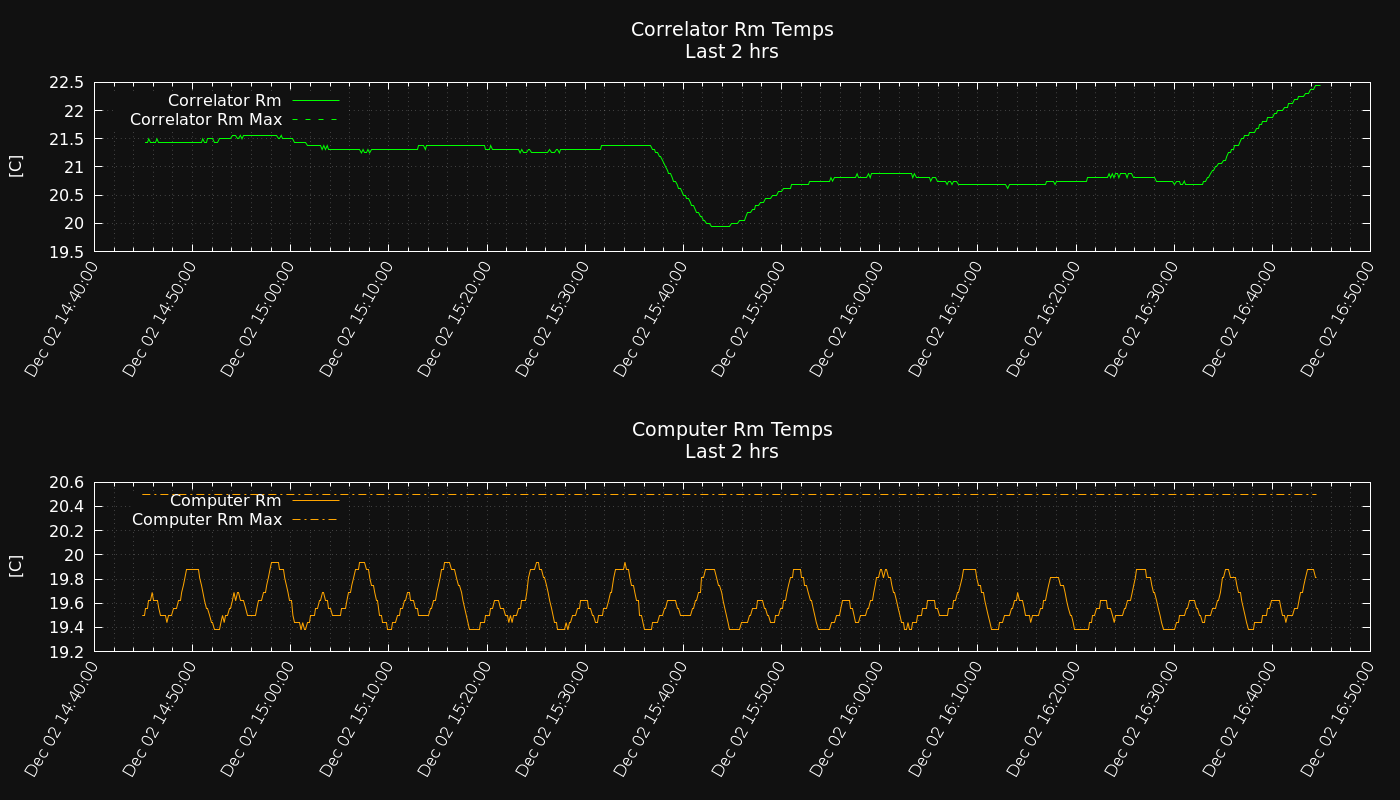 Correlator Rm Temps
Last 2 hrs
22.5
22
21.5
21
20.5
20
19.5
[C]
Correlator Rm
Correlator Rm Max
Dec 02 14:40:00
Dec 02 14:50:00
Dec 02 15:00:00
Dec 02 15:10:00
Dec 02 15:20:00
Dec 02 15:30:00
Dec 02 15:40:00
Dec 02 15:50:00
Dec 02 16:00:00
Dec 02 16:10:00
Dec 02 16:20:00
Dec 02 16:30:00
Dec 02 16:40:00
Dec 02 16:50:00
Computer Rm Temps
Last 2 hrs
20.6
20.4
20.2
20
19.8
19.6
19.4
19.2
[C]
Computer Rm
Computer Rm Max
Dec 02 14:40:00
Dec 02 14:50:00
Dec 02 15:00:00
Dec 02 15:10:00
Dec 02 15:20:00
Dec 02 15:30:00
Dec 02 15:40:00
Dec 02 15:50:00
Dec 02 16:00:00
Dec 02 16:10:00
Dec 02 16:20:00
Dec 02 16:30:00
Dec 02 16:40:00
Dec 02 16:50:00